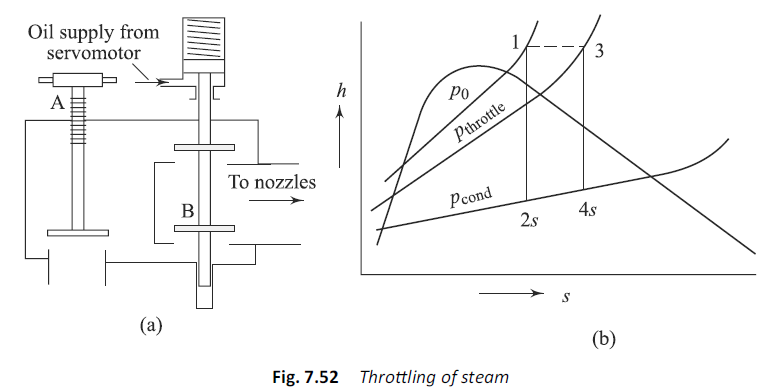 Oil supply from
servomotor
A
B
To nozzles
(a)
h
1
3
p0
pthrottle
pcond
2s
4s
s
(b)
Fig. 7.52 Throttling of steam